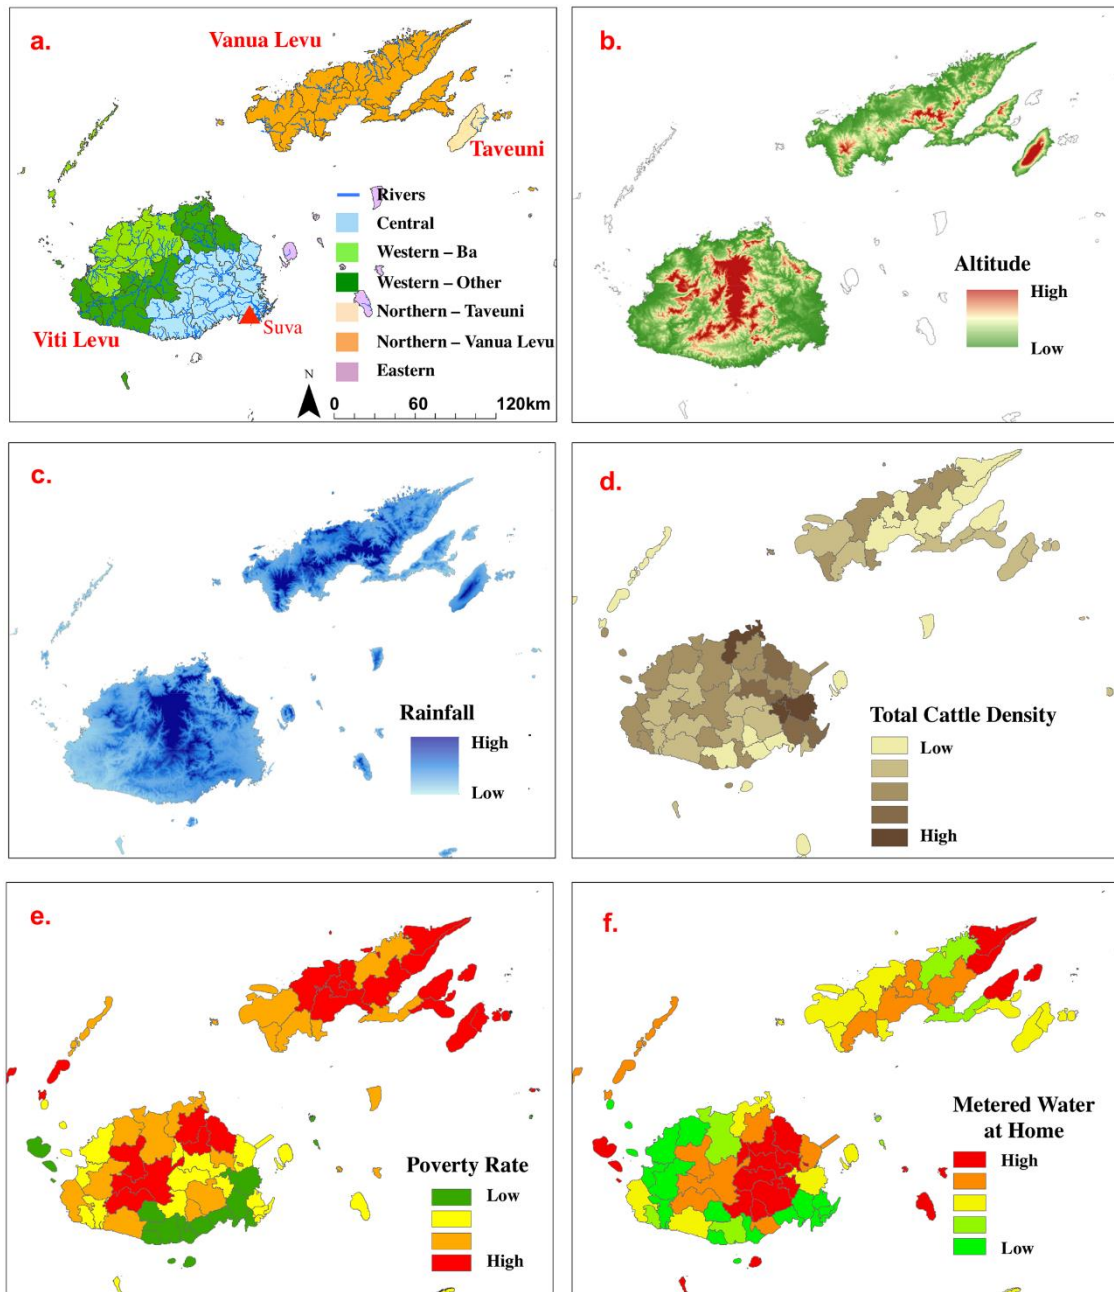 a.
Vanua Levu
Taveuni
Rivers
Central
Western – Ba
Western – Other
Northern – Taveuni
Northern – Vanua Levu
Eastern
Viti Levu
Suva
N
0 60 120km
b.
Altitude
High
Low
c.
Rainfall
High
Low
d.
Total Cattle Density
Low
High
e.
Poverty Rate
Low
High
f.
Metered Water
at Home
High
Low